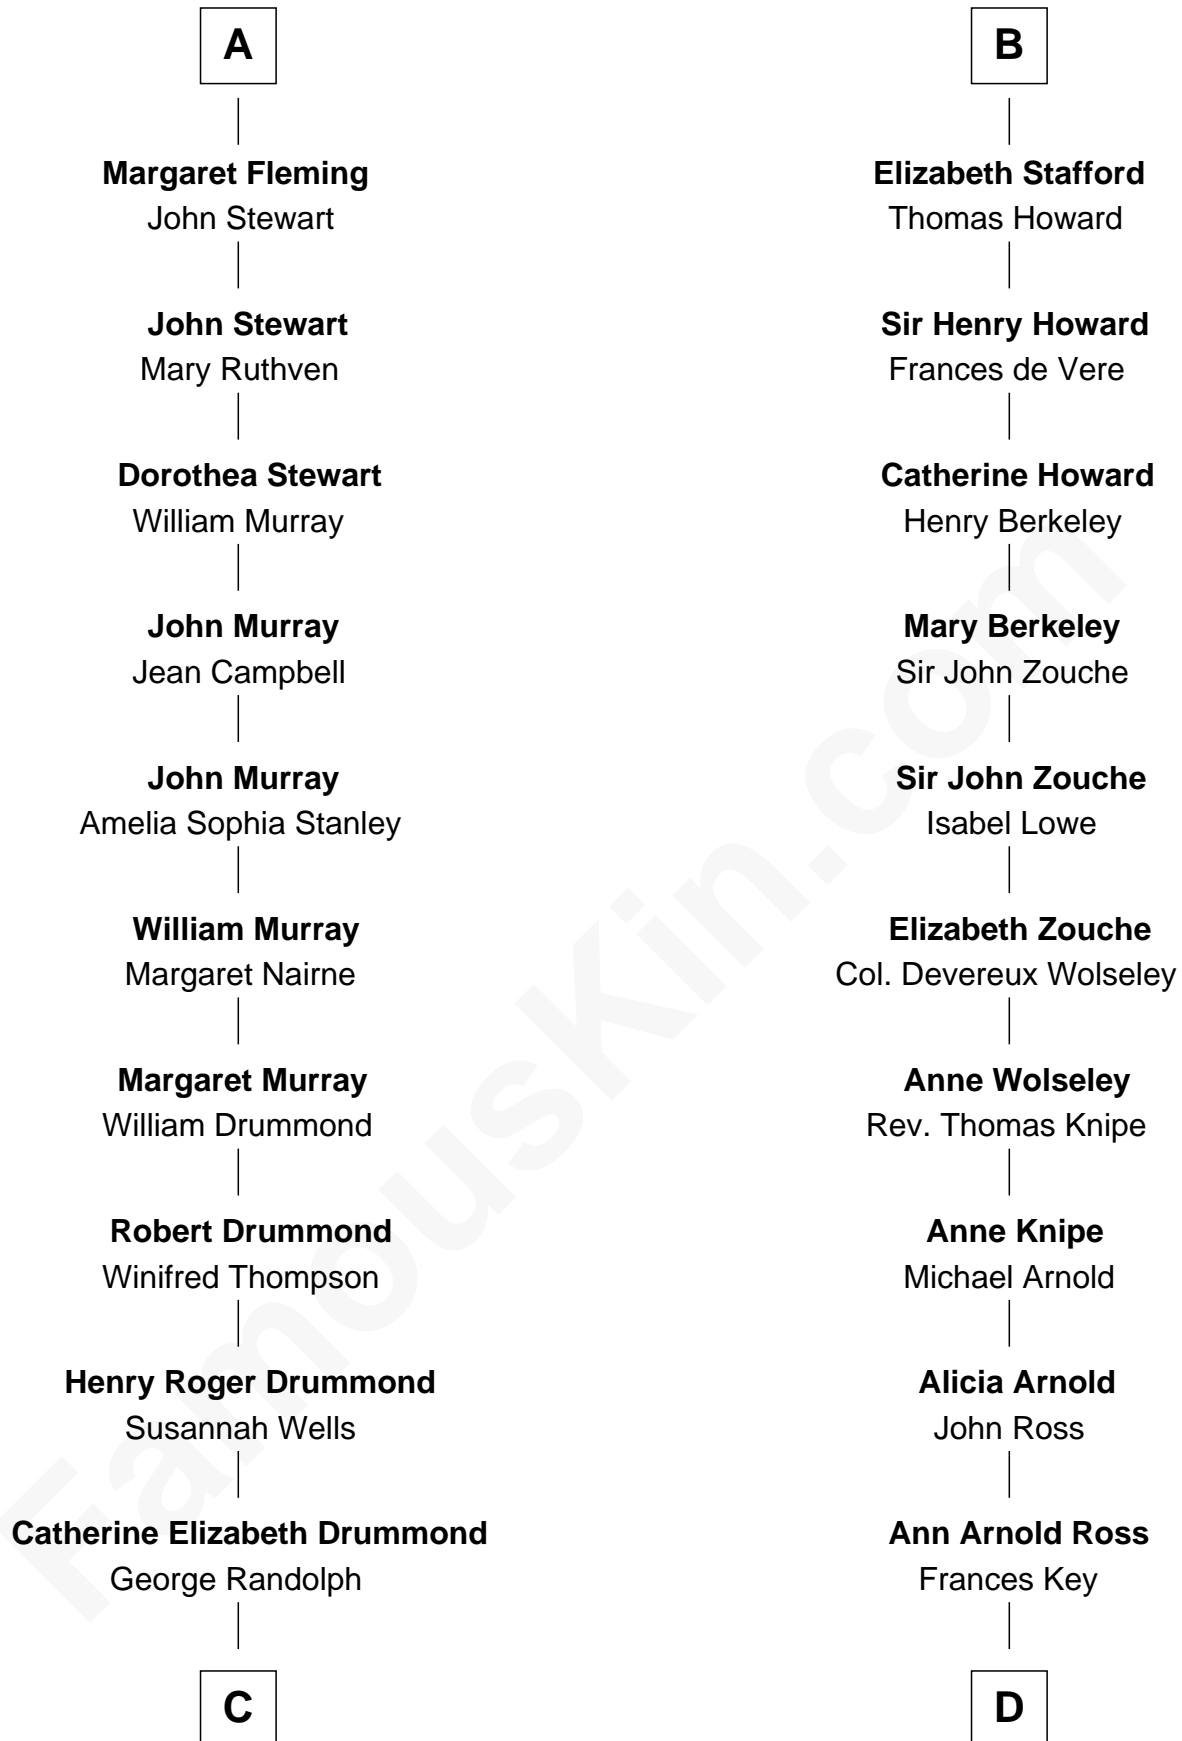 A
Margaret Fleming
John Stewart
John Stewart
Mary Ruthven
Dorothea Stewart
William Murray
John Murray
Jean Campbell
John Murray
Amelia Sophia Stanley
William Murray
Margaret Nairne
Margaret Murray
William Drummond
Robert Drummond
Winifred Thompson
Henry Roger Drummond
Susannah Wells
Catherine Elizabeth Drummond
George Randolph
C
B
Elizabeth Stafford
Thomas Howard
Sir Henry Howard
Frances de Vere
Catherine Howard
Henry Berkeley
Mary Berkeley
Sir John Zouche
Sir John Zouche
Isabel Lowe
Elizabeth Zouche
Col. Devereux Wolseley
Anne Wolseley
Rev. Thomas Knipe
Anne Knipe
Michael Arnold
Alicia Arnold
John Ross
Ann Arnold Ross
Frances Key
D
FamousKin.com